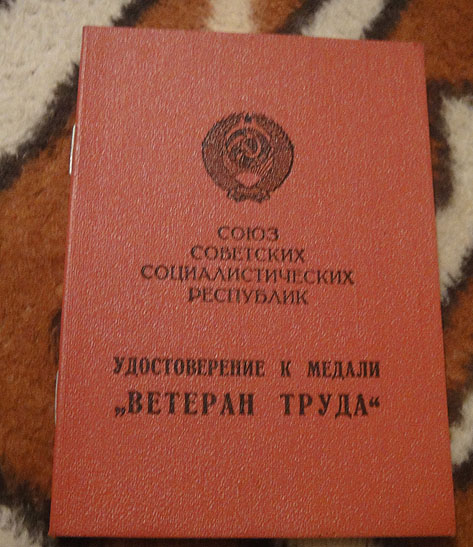 СОЮЗ
СОВЕТСКИХ
СОЦИАЛИСТИЧЕСКИХ
РЕСПУБЛИК
УДОСТОВЕРЕНИЕ К МЕДАЛИ
„ВЕТЕРАН ТРУДА“